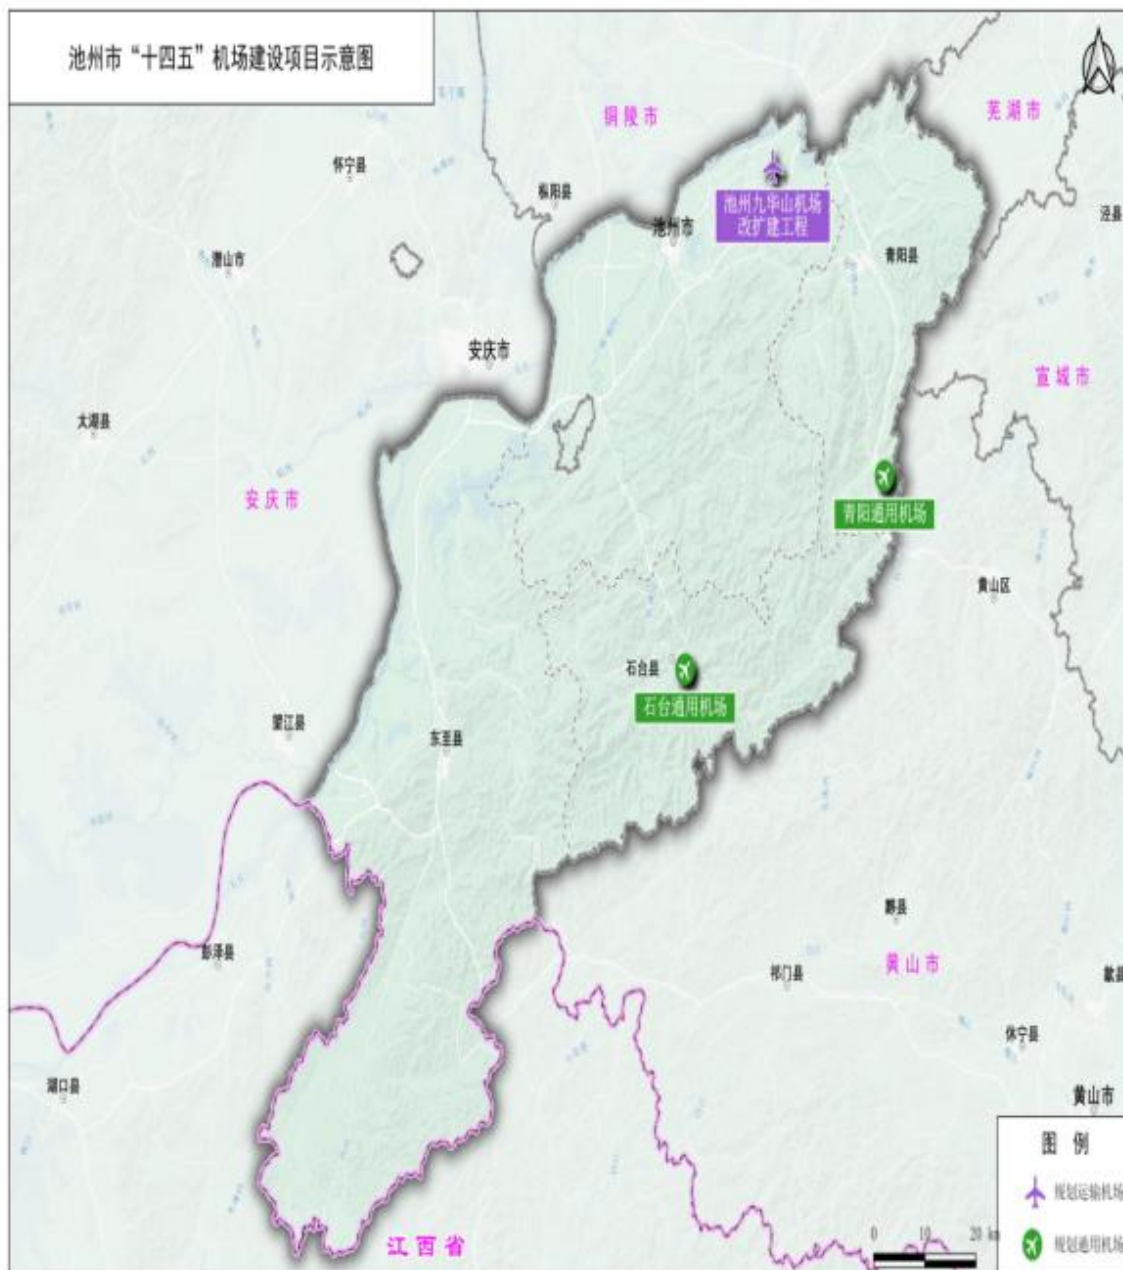 池州市“十四五”机场建设项目示意图
铜陵市
芜湖市
怀宁县
枞阳县
泾县
池州九华山机场
改扩建工程
池州市
青阳县
潜山市
安庆市
宣城市
太湖县
安庆市
青阳通用机场
黄山区
石台县
石台通用机场
望江县
东至县
黟县
彭泽县
黄山市
祁门县
歙县
休宁县
湖口县
黄山市
图 例
规划运输机场
规划通用机场
江西省
0 10 20 km